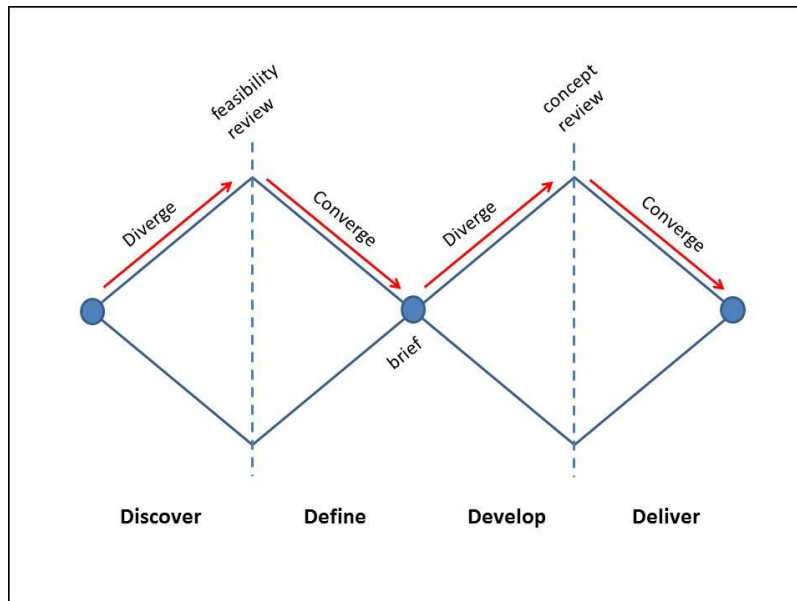 feasibility
review
concept
review
Diverge
Converge
Diverge
Converge
brief
Discover
Define
Develop
Deliver